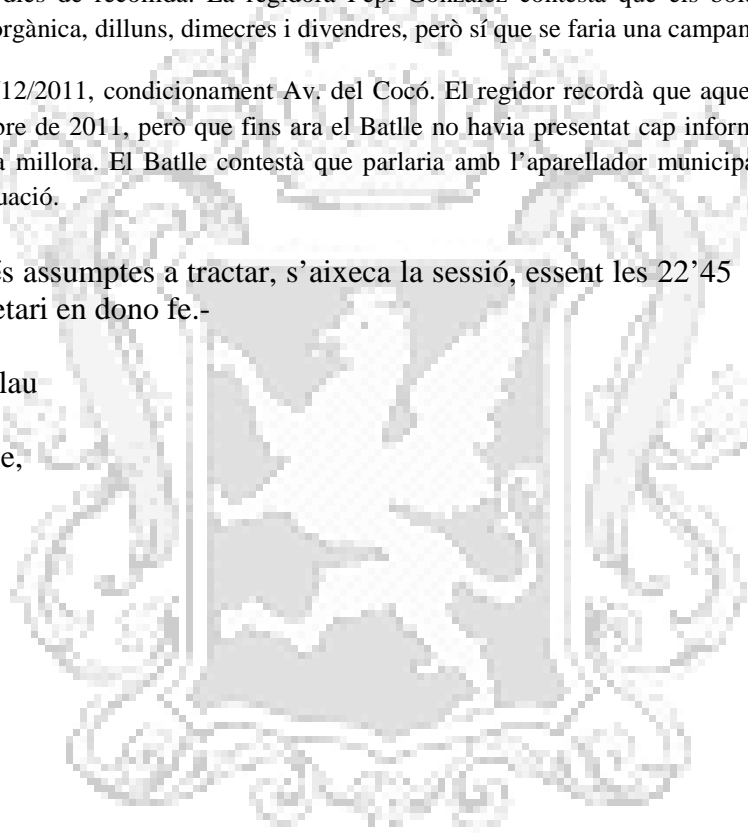 dies de recollida. La regidora Pepi González contestà que els bol
orgànica, dilluns, dimecres i divendres, però sí que se faria una campan
/12/2011, condicionament Av. del Cocó. El regidor recordà que aque
bre de 2011, però que fins ara el Batlle no havia presentat cap inform
a millora. El Batlle contestà que parlaria amb l’aparellador municipa
uació.
és assumptes a tractar, s’aixeca la sessió, essent les 22’45
etari en dono fe.-
lau
e,